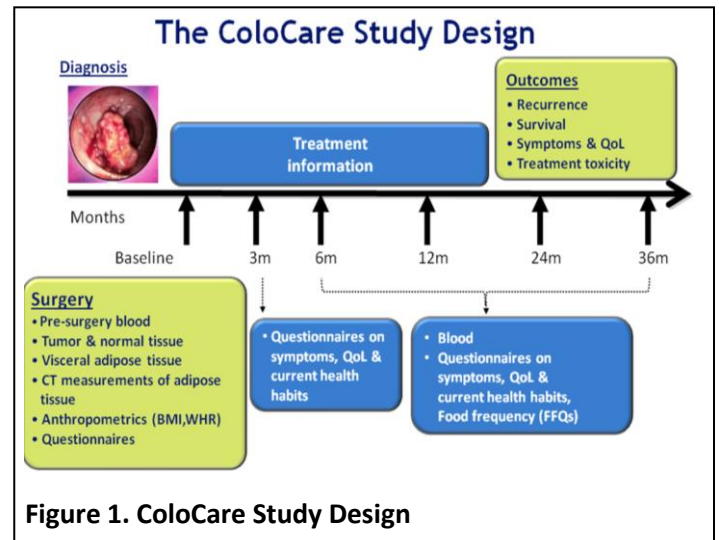 The ColoCare Study Design
Diagnosis
Treatment
information
Outcomes
• Recurrence
• Survival
• Symptoms & QoL
• Treatment toxicity
Months
Baseline
3m
6m
12m
24m
36m
Surgery
• Pre-surgery blood
• Tumor & normal tissue
• Visceral adipose tissue
• CT measurements of adipose
tissue
• Anthropometrics (BMI,WHR)
• Questionnaires
• Questionnaires on
symptoms, QoL &
current health
habits
• Blood
• Questionnaires on
symptoms, QoL &
current health habits,
Food frequency (FFQs)
Figure 1. ColoCare Study Design